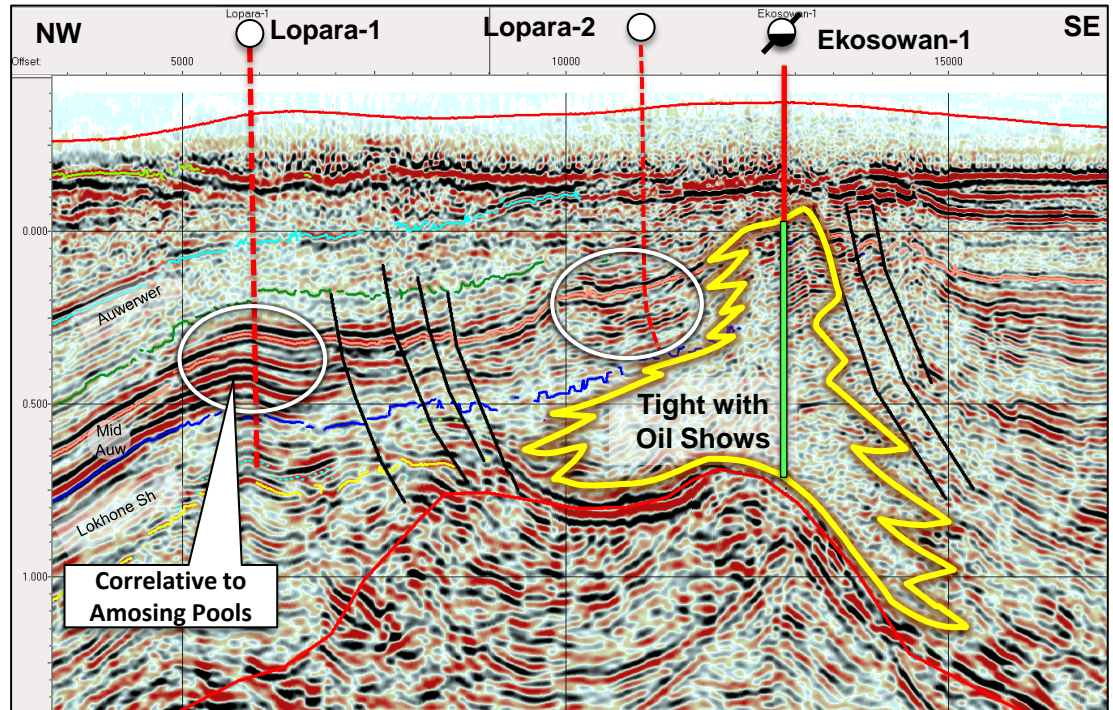 Lopara-1
Ekosowan-1
NW
Lopara-1
Lopara-2
Ekosowan-1
SE
Offset:
5000
10000
15000
0.000
0.500
1.000
Auwerwer
Mid
Auw
Lokhone Sh
Tight with
Oil Shows
Correlative to
Amosing Pools